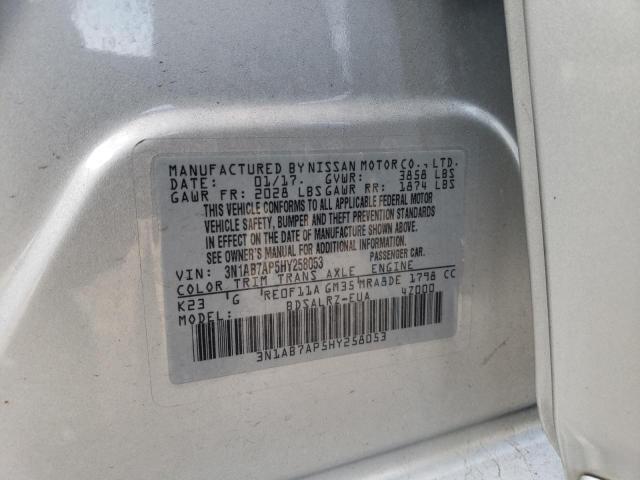 MANUFACTURED BY NISSAN MOTOR CO., LTD.
DATE: 01/17. GVWR: 3858 LBS
GAWR FR: 2028 LBS GAWR RR: 1874 LBS
THIS VEHICLE CONFORMS TO ALL APPLICABLE FEDERAL MOTOR
VEHICLE SAFETY, BUMPER AND THEFT PREVENTION STANDARDS
IN EFFECT ON THE DATE OF MANUFACTURE SHOWN ABOVE.
SEE OWNER'S MANUAL FOR ADDITIONAL INFORMATION.
VIN: 3N1AB7AP5HY258053 PASSENGER CAR.
COLOR TRIM TRANS AXLE ENGINE
K23 G RE0F11A GM35 MRA8DE 1798 CC
MODEL: BDSALRZ-EUA 47000
3N1AB7AP5HY258053